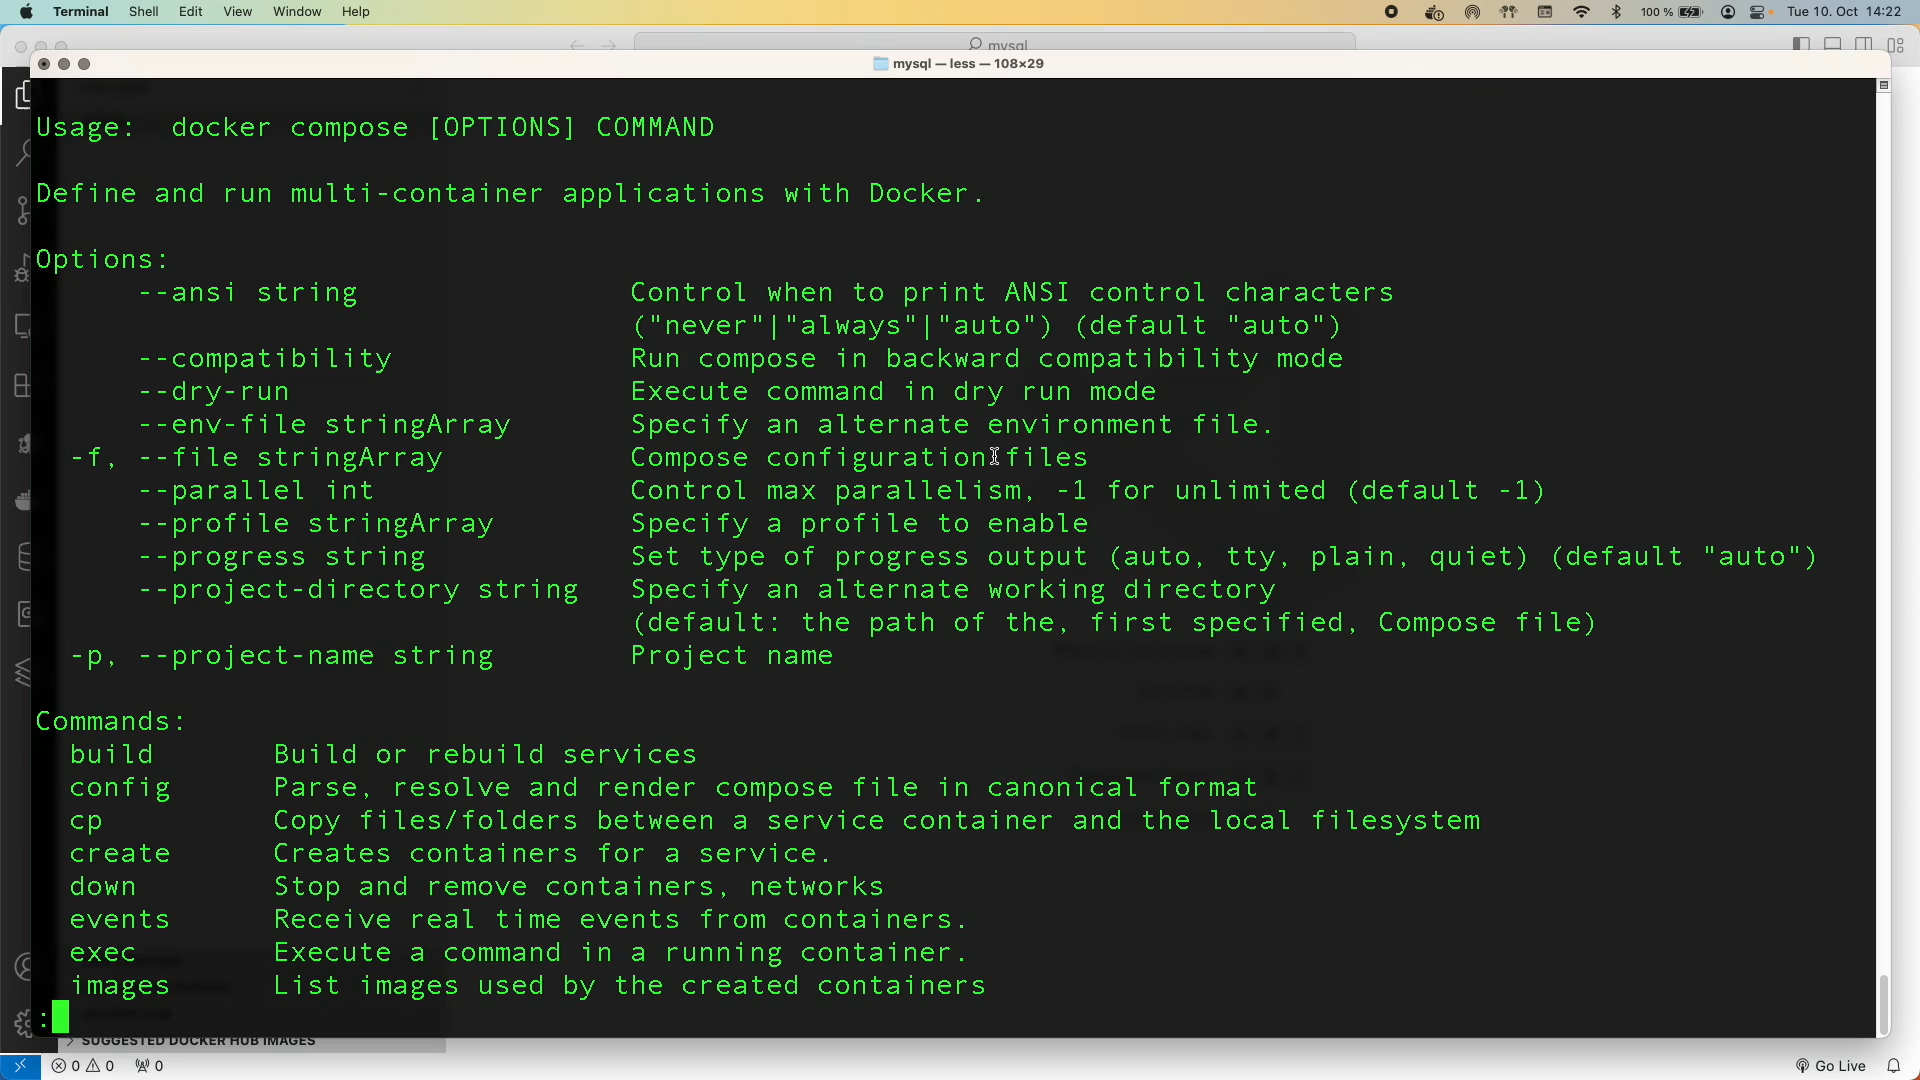 Terminal Shell Edit View Window Help 100 % Tue 10. Oct 14:22
mysql
mysql — less — 108×29
Usage:  docker compose [OPTIONS] COMMAND
Define and run multi-container applications with Docker.
Options:
--ansi string Control when to print ANSI control characters
("never"|"always"|"auto") (default "auto")
--compatibility Run compose in backward compatibility mode
--dry-run Execute command in dry run mode
--env-file stringArray Specify an alternate environment file.
-f, --file stringArray Compose configuration files
--parallel int Control max parallelism, -1 for unlimited (default -1)
--profile stringArray Specify a profile to enable
--progress string Set type of progress output (auto, tty, plain, quiet) (default "auto")
--project-directory string Specify an alternate working directory
(default: the path of the, first specified, Compose file)
-p, --project-name string Project name
Commands:
build Build or rebuild services
config Parse, resolve and render compose file in canonical format
cp Copy files/folders between a service container and the local filesystem
create Creates containers for a service.
down Stop and remove containers, networks
events Receive real time events from containers.
exec Execute a command in a running container.
images List images used by the created containers
:
SUGGESTED DOCKER HUB IMAGES
0 0 0 Go Live